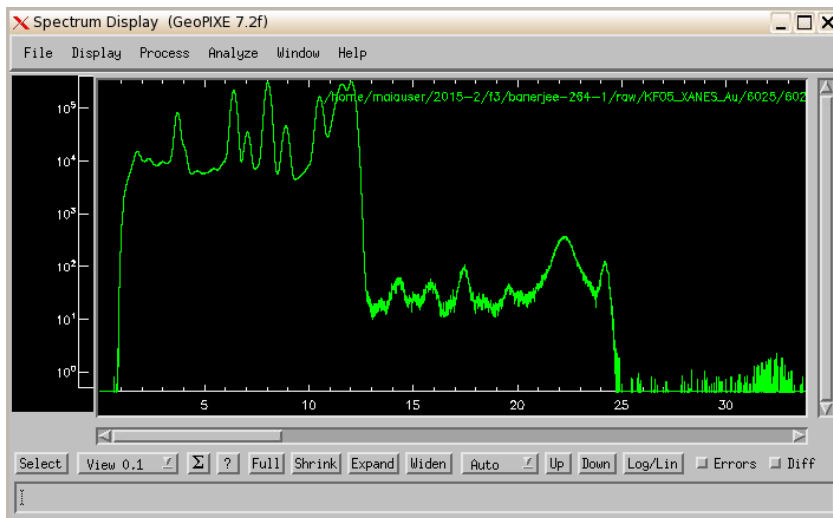 Spectrum Display (GeoPIXE 7.2f)
File Display Process Analyze Window Help
/home/maiauser/2015-2/f3/banerjee-264-1/raw/KF05_XANES_Au/6025/602
10⁵
10⁴
10³
10²
10¹
10⁰
5 10 15 20 25 30
Select View 0.1 Σ ? Full Shrink Expand Widen Auto Up Down Log/Lin Errors Diff